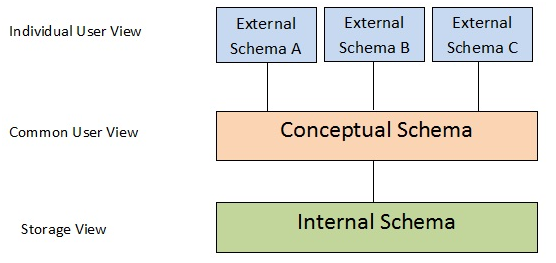 Individual User View
External
Schema A
External
Schema B
External
Schema C
Common User View
Conceptual Schema
Storage View
Internal Schema